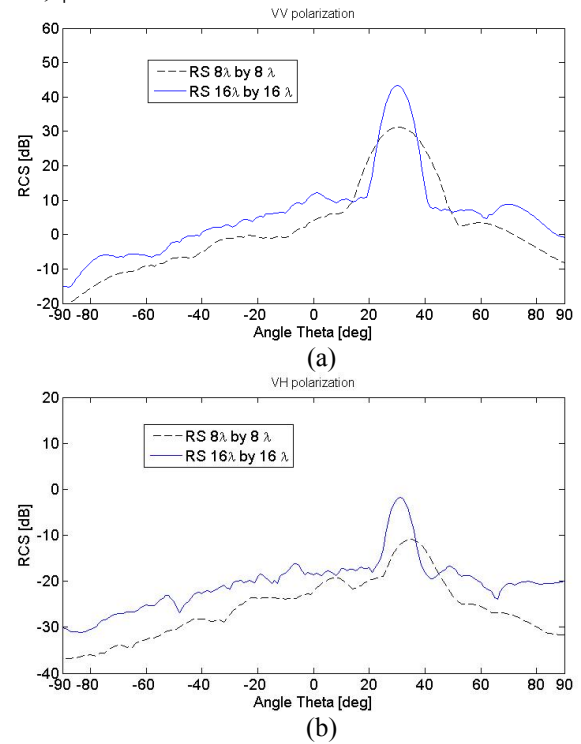 VV polarization
60
50
40
30
20
10
0
-10
-20
RCS [dB]
RS 8λ by 8 λ
RS 16λ by 16 λ
-90 -80 -60 -40 -20 0 20 40 60 80 90
Angle Theta [deg]
(a)
VH polarization
20
10
0
-10
-20
-30
-40
RCS [dB]
RS 8λ by 8 λ
RS 16λ by 16 λ
-90 -80 -60 -40 -20 0 20 40 60 80 90
Angle Theta [deg]
(b)